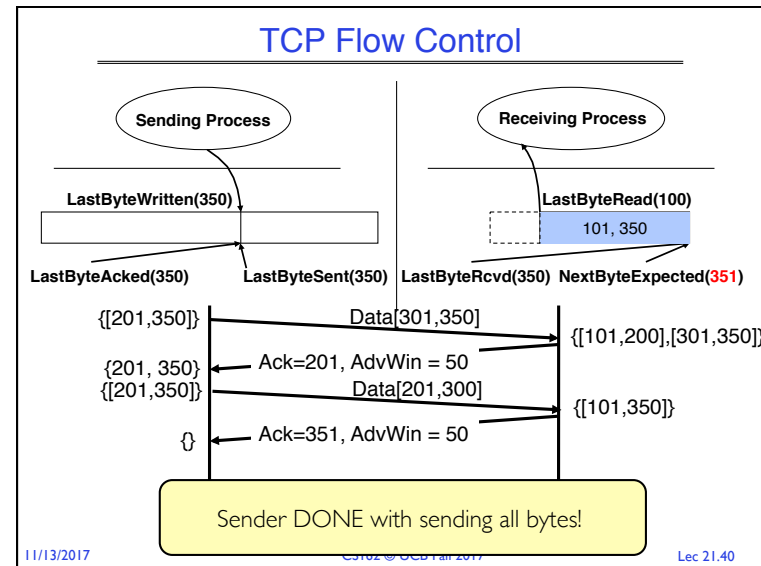 TCP Flow Control
Sending Process
Receiving Process
LastByteWritten(350)
LastByteRead(100)
101, 350
LastByteAcked(350)
LastByteSent(350)
LastByteRcvd(350)
NextByteExpected(351)
{[201,350]}
Data[301,350]
{[101,200],[301,350]}
{201, 350}
Ack=201, AdvWin = 50
{[201,350]}
Data[201,300]
{[101,350]}
{}
Ack=351, AdvWin = 50
Sender DONE with sending all bytes!
11/13/2017
Lec 21.40